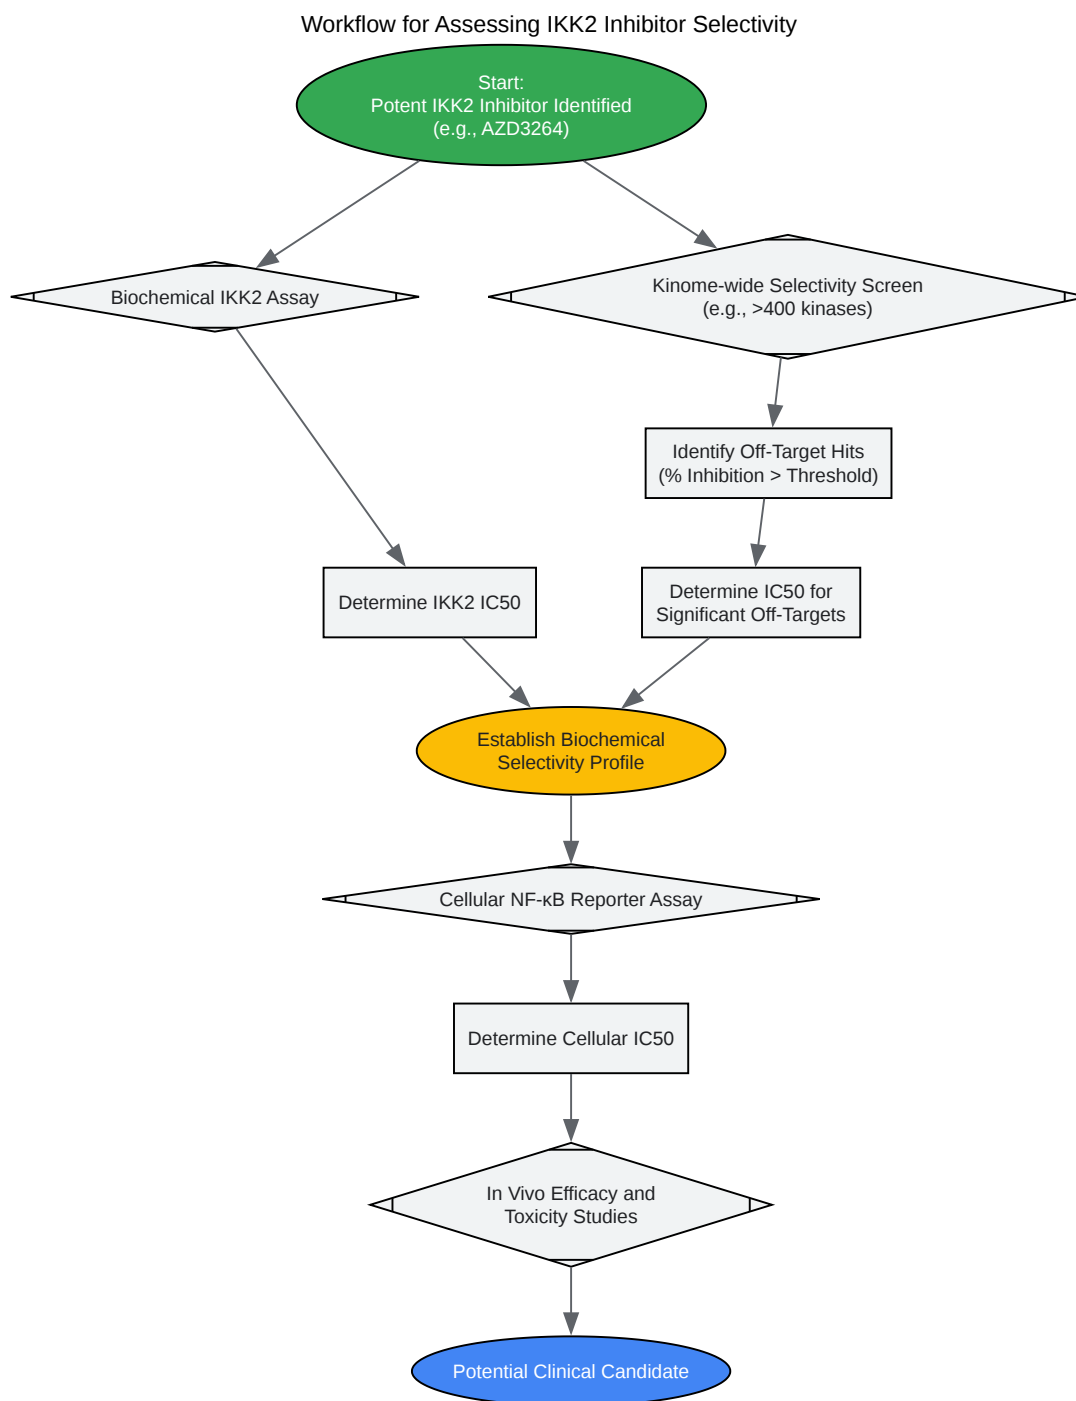 Workflow for Assessing IKK2 Inhibitor Selectivity
Start:
Potent IKK2 Inhibitor Identified
(e.g., AZD3264)
Biochemical IKK2 Assay
Kinome-wide Selectivity Screen
(e.g., >400 kinases)
Identify Off-Target Hits
(% Inhibition > Threshold)
Determine IKK2 IC50
Determine IC50 for
Significant Off-Targets
Establish Biochemical
Selectivity Profile
Cellular NF-κB Reporter Assay
Determine Cellular IC50
In Vivo Efficacy and
Toxicity Studies
Potential Clinical Candidate